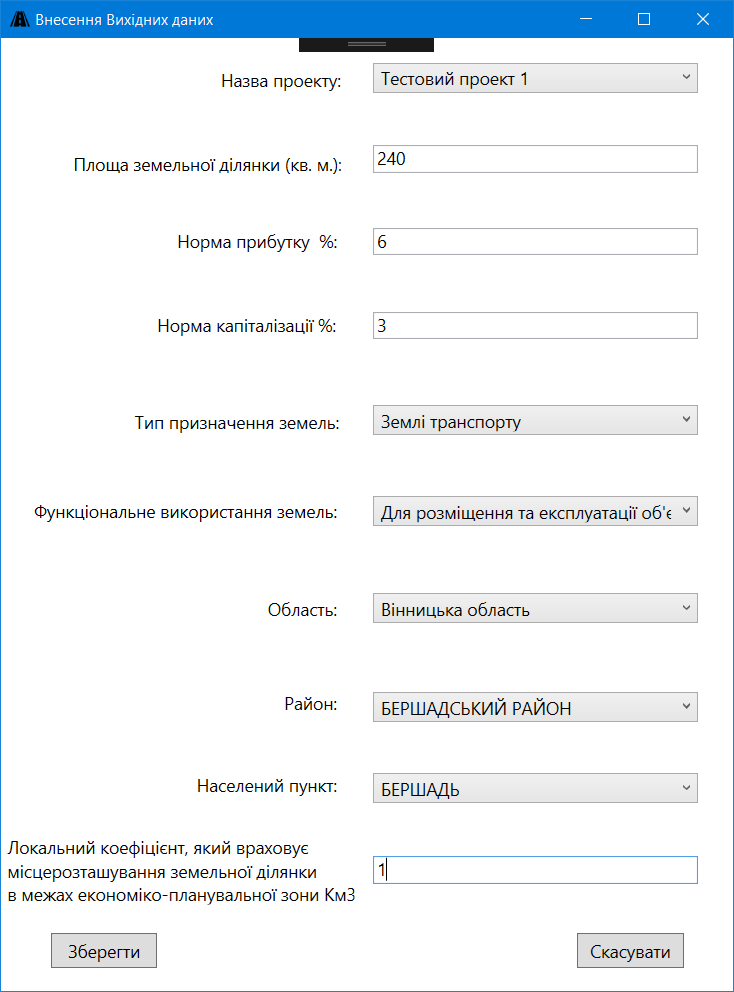 Внесення Вихідних даних
Назва проекту: Тестовий проект 1
Площа земельної ділянки (кв. м.): 240
Норма прибутку %: 6
Норма капіталізації %: 3
Тип призначення земель: Землі транспорту
Функціональне використання земель: Для розміщення та експлуатації об'є
Область: Вінницька область
Район: БЕРШАДСЬКИЙ РАЙОН
Населений пункт: БЕРШАДЬ
Локальний коефіцієнт, який враховує
місцерозташування земельної ділянки
в межах економіко-планувальної зони Км3
1
Зберегти Скасувати